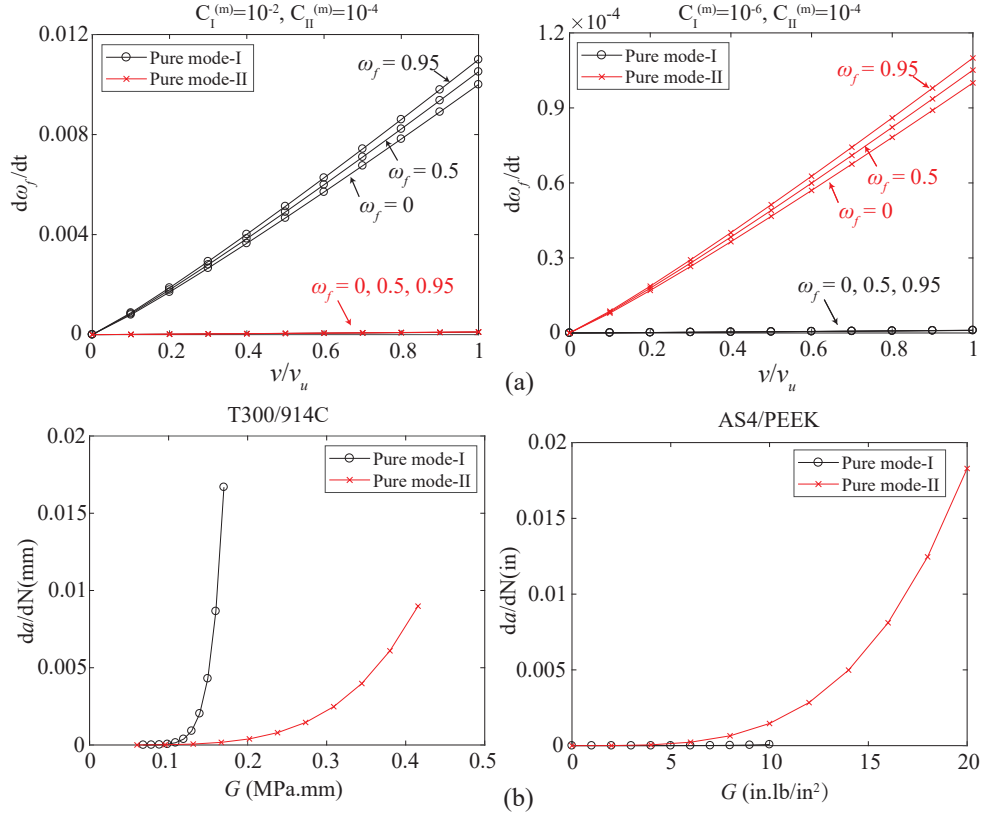 C_I^(m)=10^-2, C_II^(m)=10^-4
0.012
0.008
0.004
0
dω_f/dt
Pure mode-I
Pure mode-II
ω_f = 0.95
ω_f = 0.5
ω_f = 0
ω_f = 0, 0.5, 0.95
0 0.2 0.4 0.6 0.8 1
v/v_u
C_I^(m)=10^-6, C_II^(m)=10^-4
×10^-4
1.2
0.9
0.6
0.3
0
dω_f/dt
Pure mode-I
Pure mode-II
ω_f = 0.95
ω_f = 0.5
ω_f = 0
ω_f = 0, 0.5, 0.95
0 0.2 0.4 0.6 0.8 1
v/v_u
(a)
T300/914C
0.02
0.015
0.01
0.005
0
da/dN(mm)
Pure mode-I
Pure mode-II
0.1 0.2 0.3 0.4 0.5
G (MPa.mm)
AS4/PEEK
0.02
0.015
0.01
0.005
0
da/dN(in)
Pure mode-I
Pure mode-II
0 5 10 15 20
G (in.lb/in²)
(b)